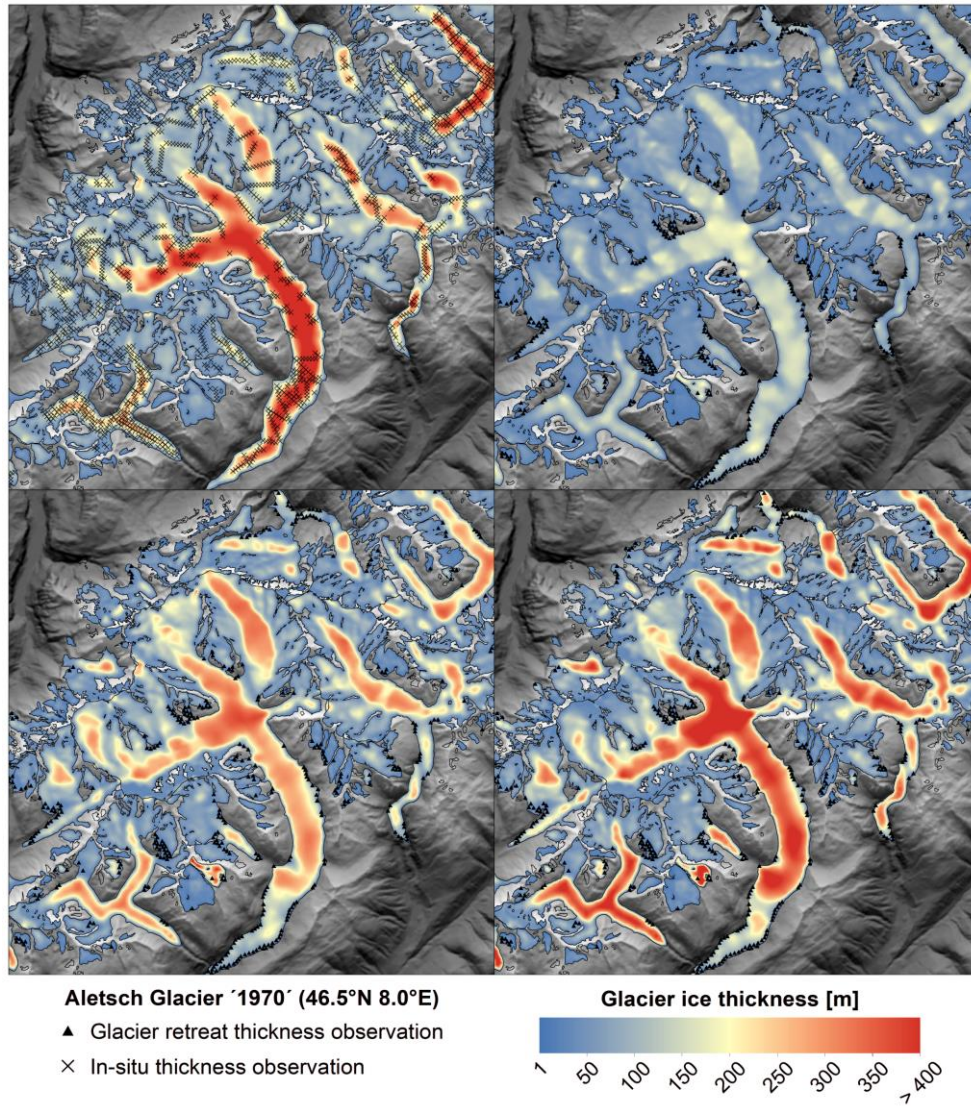 Aletsch Glacier ´1970´ (46.5°N 8.0°E)
▲ Glacier retreat thickness observation
× In-situ thickness observation
Glacier ice thickness [m]
1 50 100 150 200 250 300 350 > 400